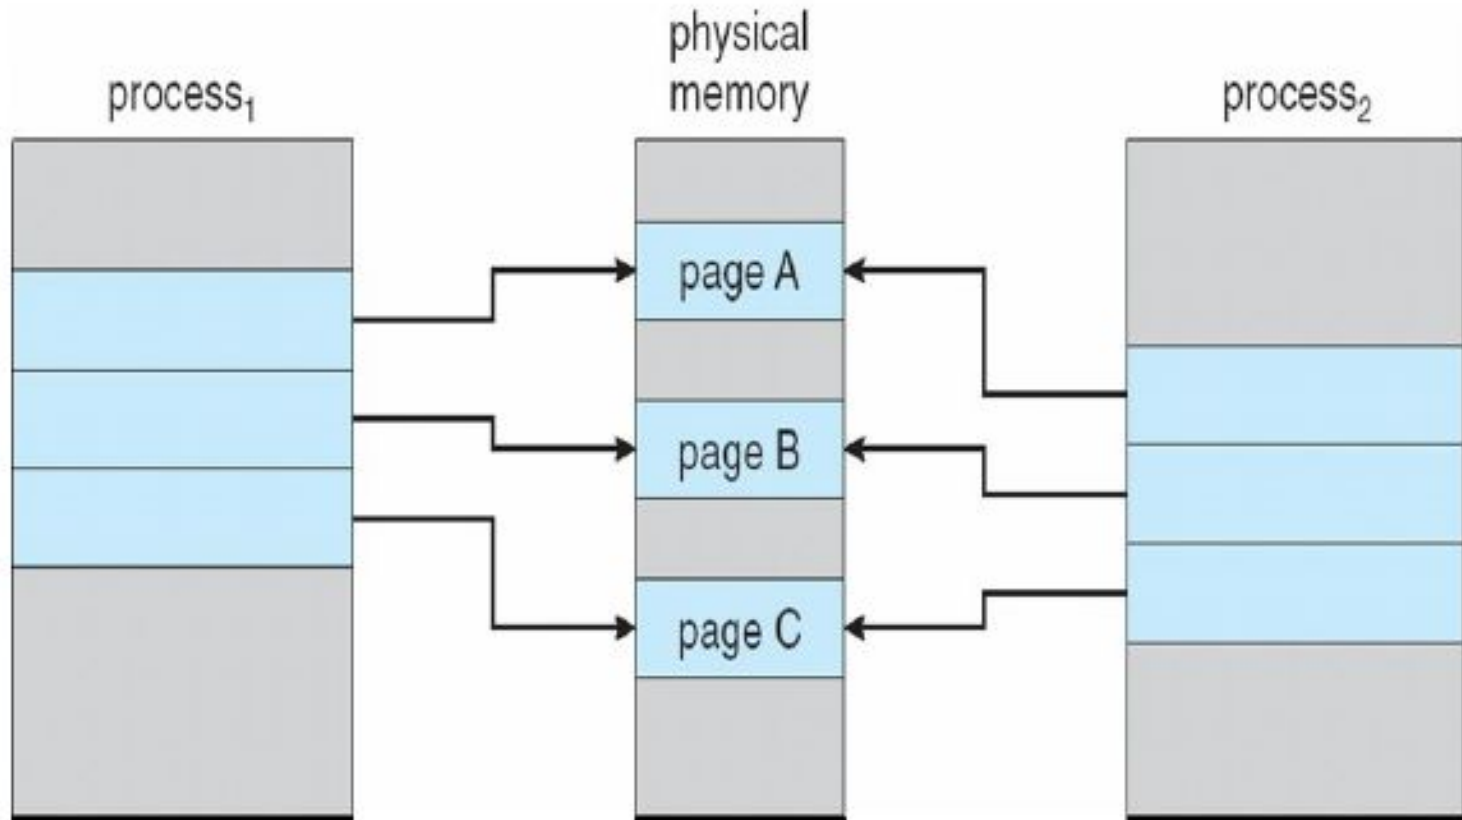 physical
memory
process₁
process₂
page A
page B
page C